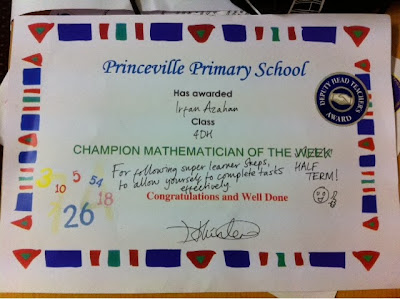 Princeville Primary School
Has awarded
Irfan Azahan
Class
4DH
DEPUTY HEAD TEACHER'S
AWARD
CHAMPION MATHEMATICIAN OF THE WEEK
HALF
TERM!
For following super learner steps,
to allow yourself to complete tasks
effectively.
3 10 5 54
26 18
Congratulations and Well Done